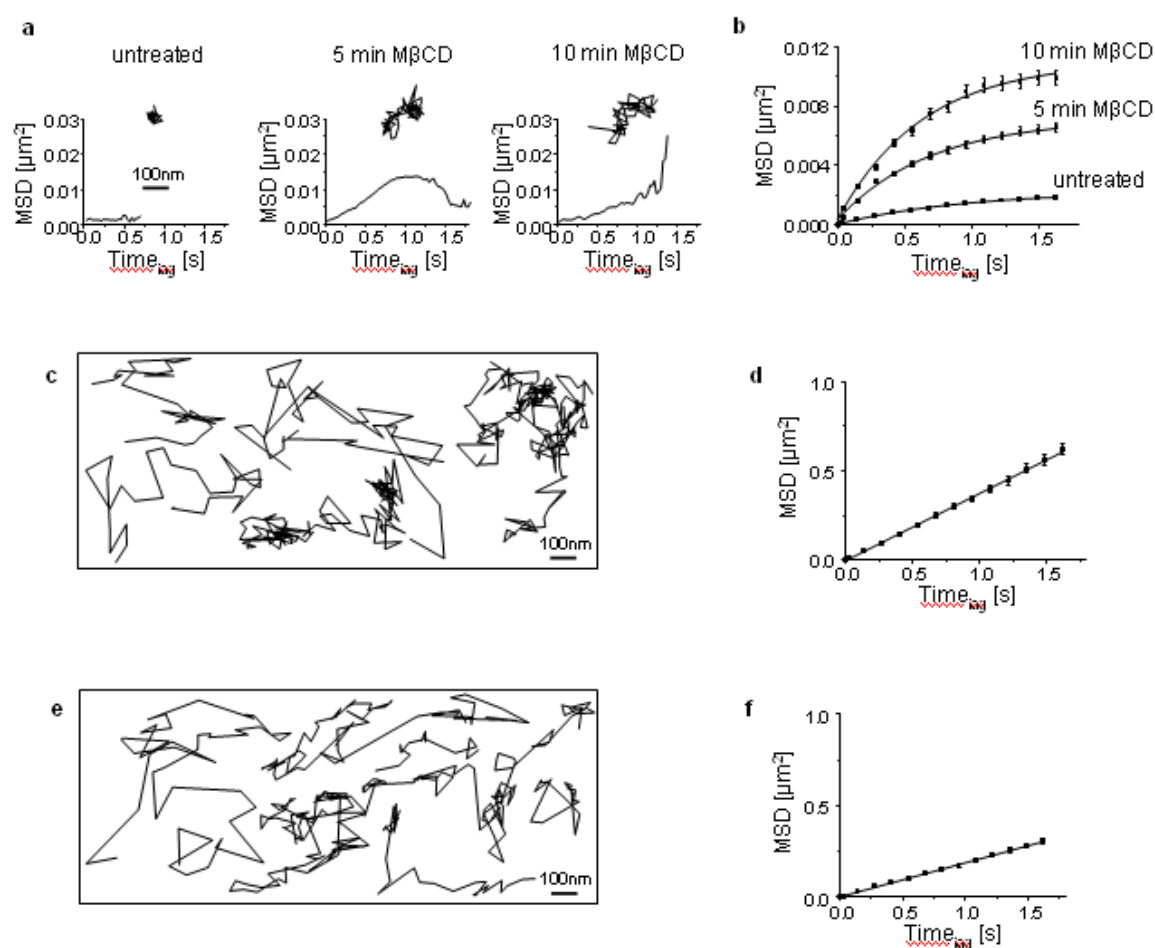 a
untreated
5 min MβCD
10 min MβCD
MSD [µm²]
0.03
0.02
0.01
0.00
100nm
0.0 0.5 1.0 1.5
Time [s]
MSD [µm²]
0.03
0.02
0.01
0.00
0.0 0.5 1.0 1.5
Time [s]
MSD [µm²]
0.03
0.02
0.01
0.00
0.0 0.5 1.0 1.5
Time [s]
b
MSD [µm²]
0.012
0.008
0.004
0.000
10 min MβCD
5 min MβCD
untreated
0.0 0.5 1.0 1.5
Time [s]
c
100nm
d
MSD [µm²]
1.0
0.5
0.0
0.0 0.5 1.0 1.5
Time [s]
e
100nm
f
MSD [µm²]
1.0
0.5
0.0
0.0 0.5 1.0 1.5
Time [s]